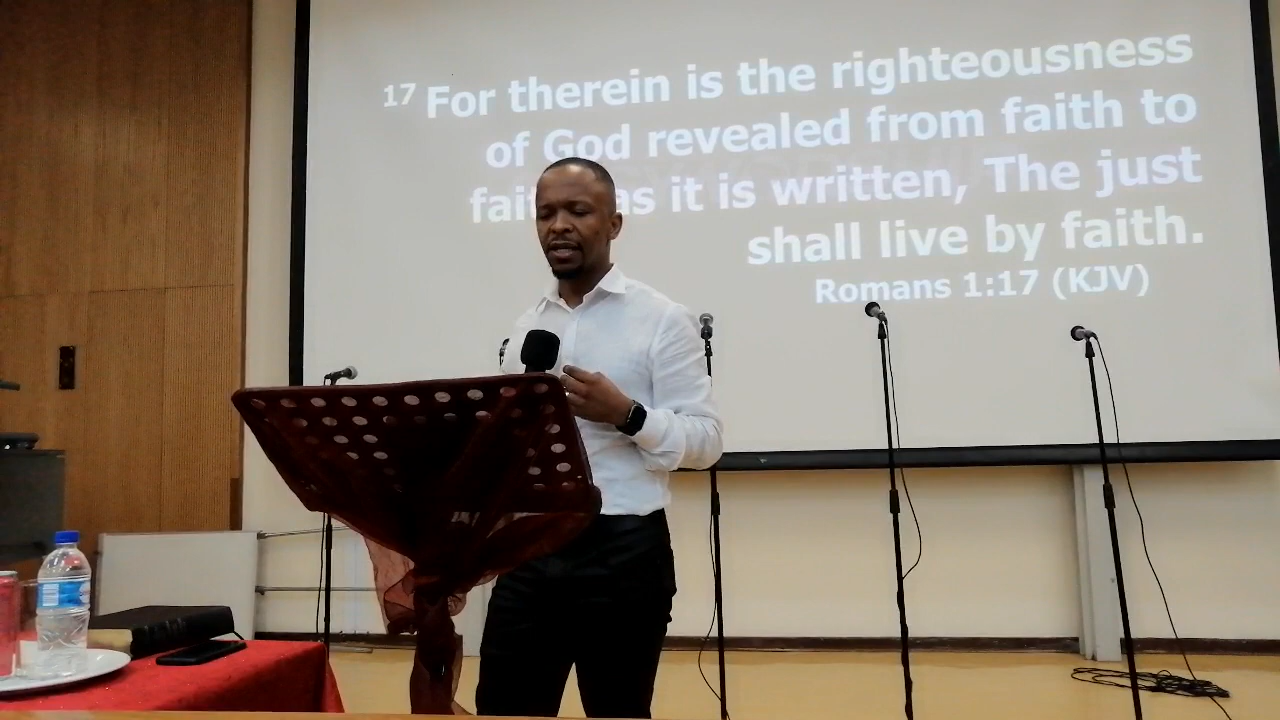 17 For therein is the righteousness
of God revealed from faith to
as it is written, The just
shall live by faith.
Romans 1:17 (KJV)